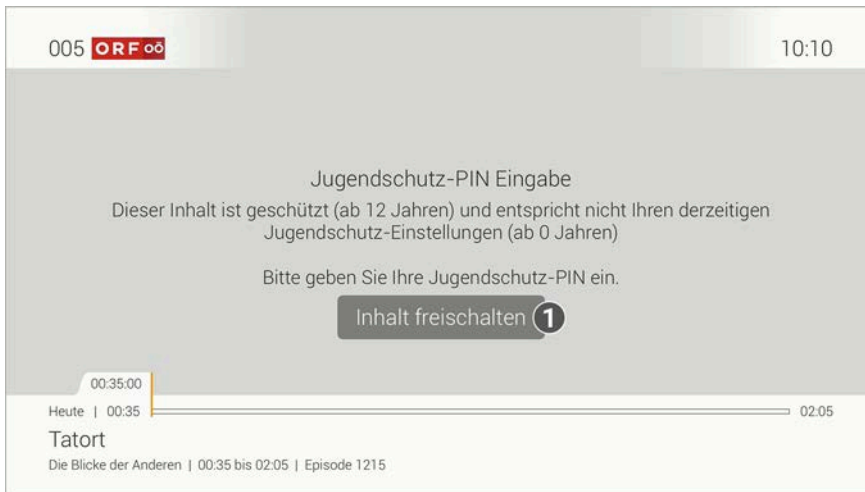 005 ORF oö 10:10
Jugendschutz-PIN Eingabe
Dieser Inhalt ist geschützt (ab 12 Jahren) und entspricht nicht Ihren derzeitigen
Jugendschutz-Einstellungen (ab 0 Jahren)
Bitte geben Sie Ihre Jugendschutz-PIN ein.
Inhalt freischalten 1
00:35:00
Heute | 00:35 02:05
Tatort
Die Blicke der Anderen | 00:35 bis 02:05 | Episode 1215